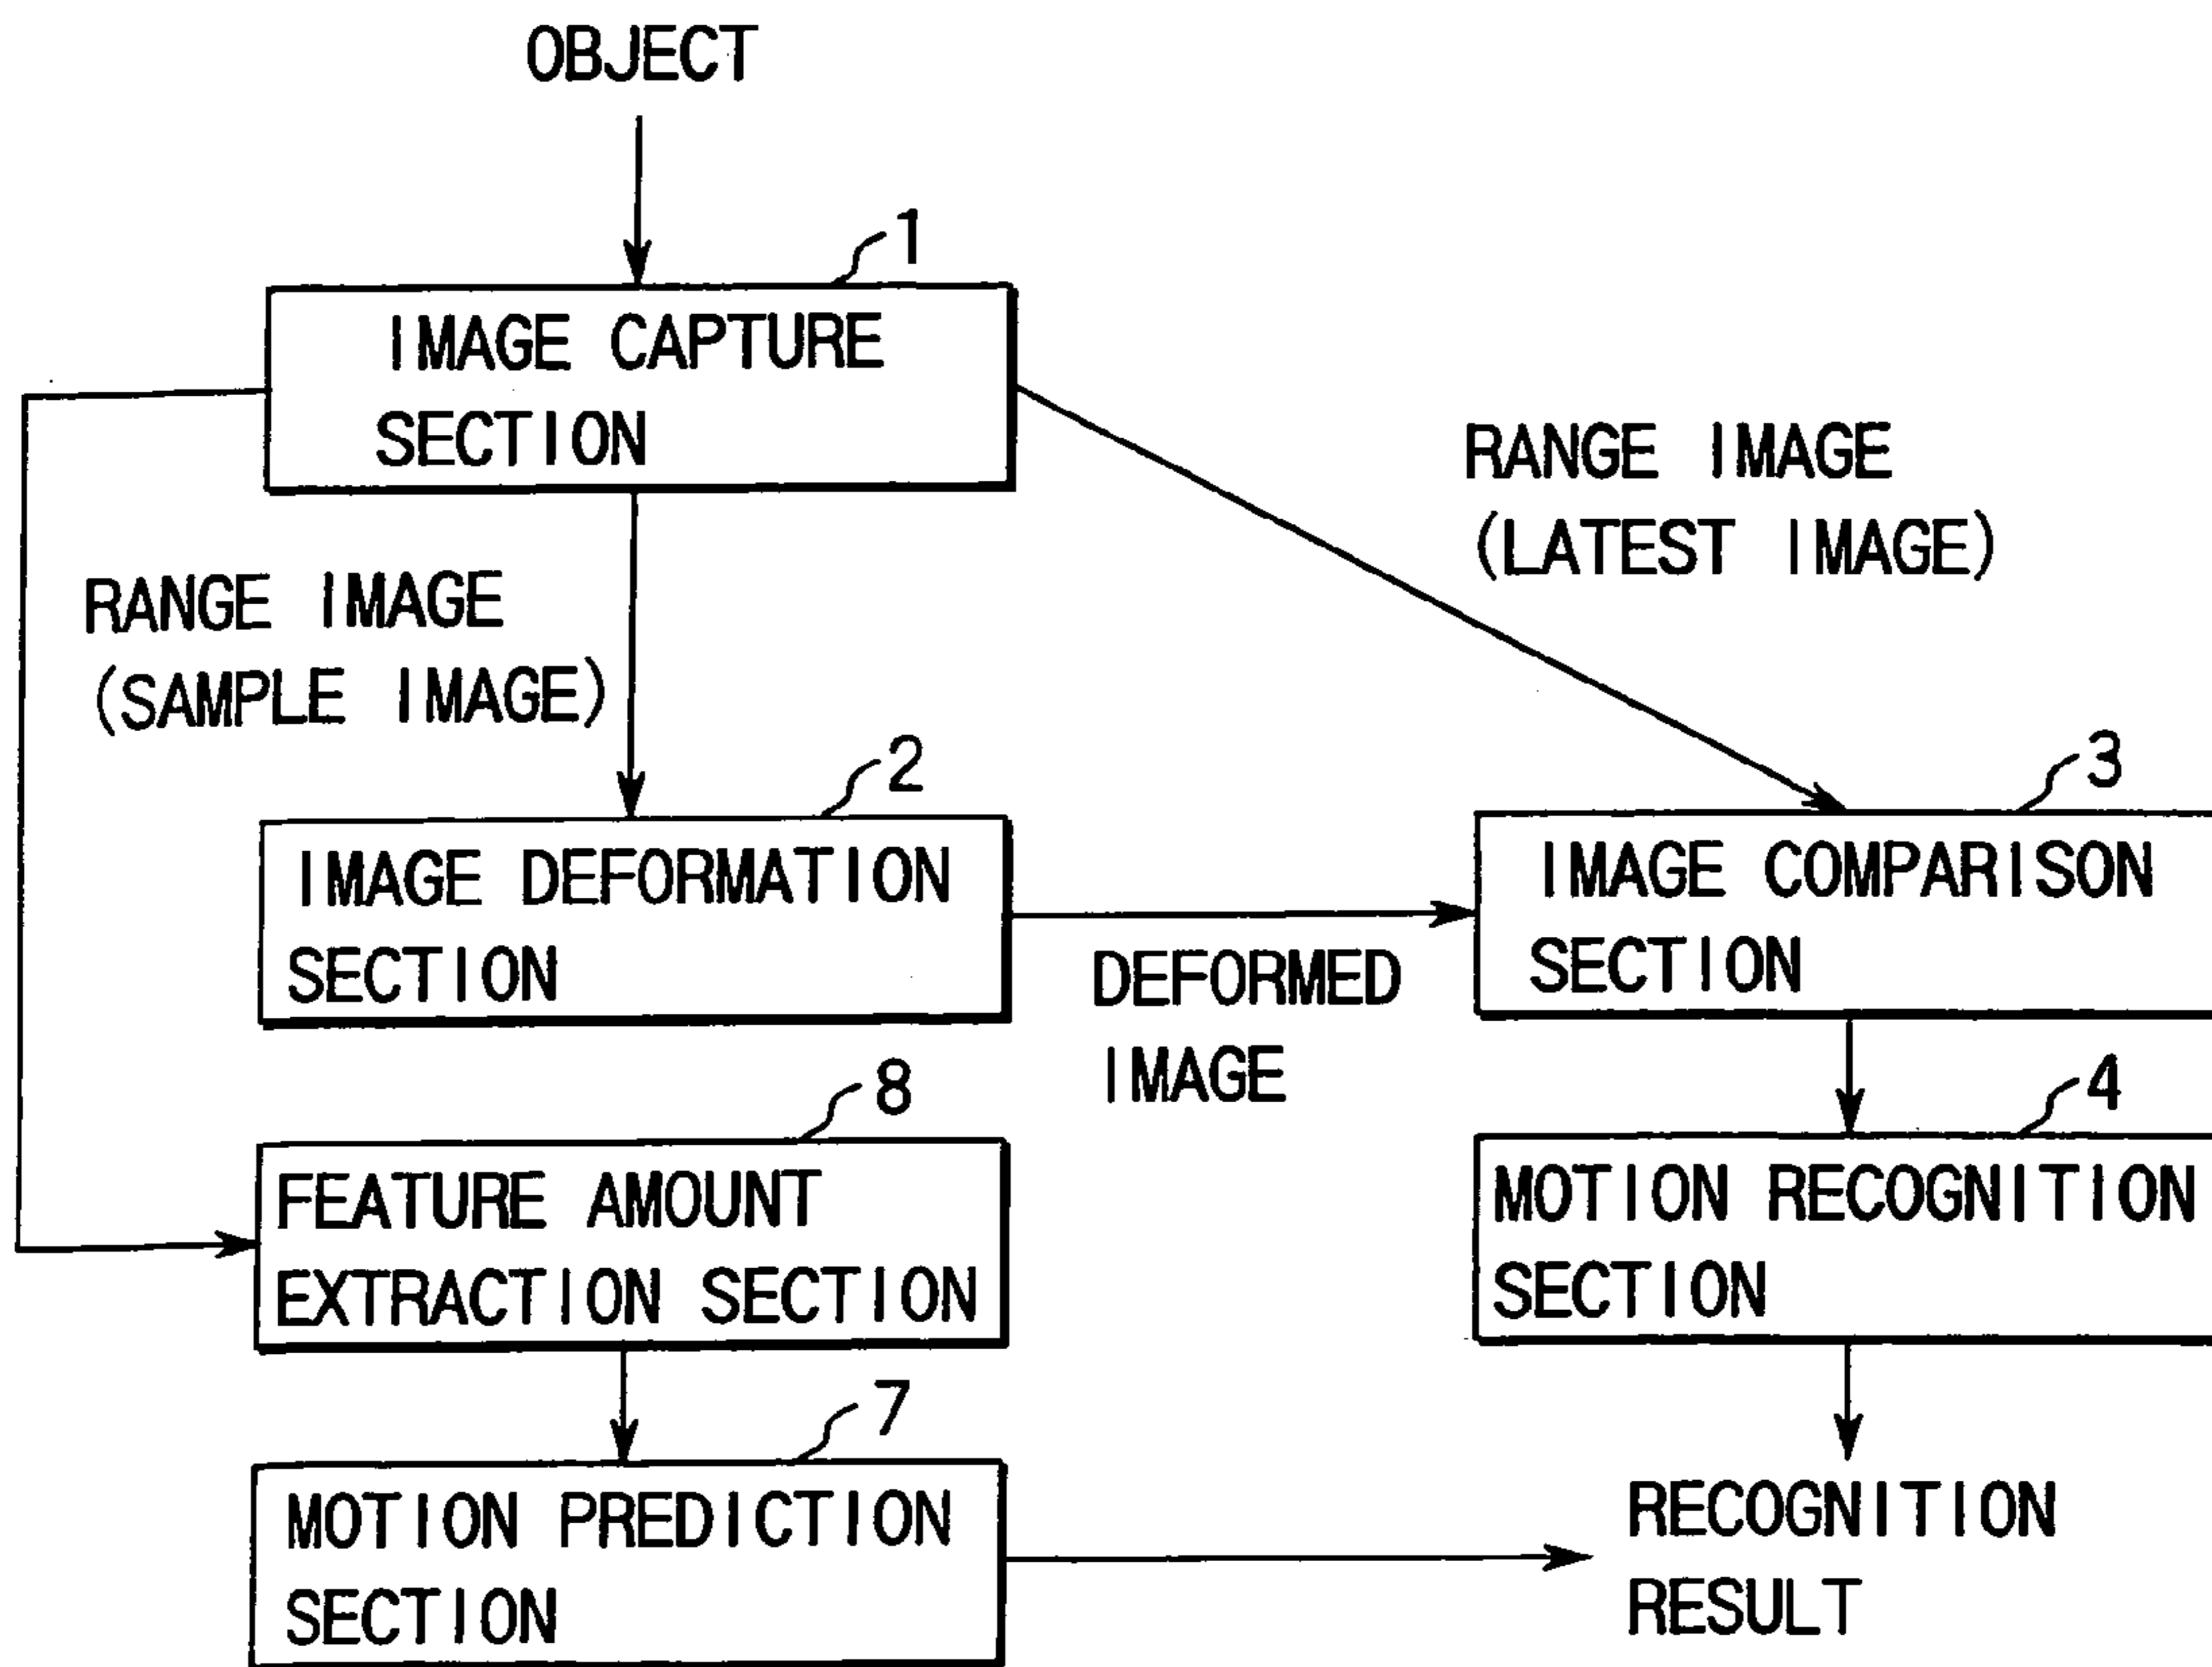 OBJECT
1
IMAGE CAPTURE
SECTION
RANGE IMAGE
(LATEST IMAGE)
RANGE IMAGE
(SAMPLE IMAGE)
2
IMAGE DEFORMATION
SECTION
DEFORMED
IMAGE
3
IMAGE COMPARISON
SECTION
8
FEATURE AMOUNT
EXTRACTION SECTION
4
MOTION RECOGNITION
SECTION
7
MOTION PREDICTION
SECTION
RECOGNITION
RESULT